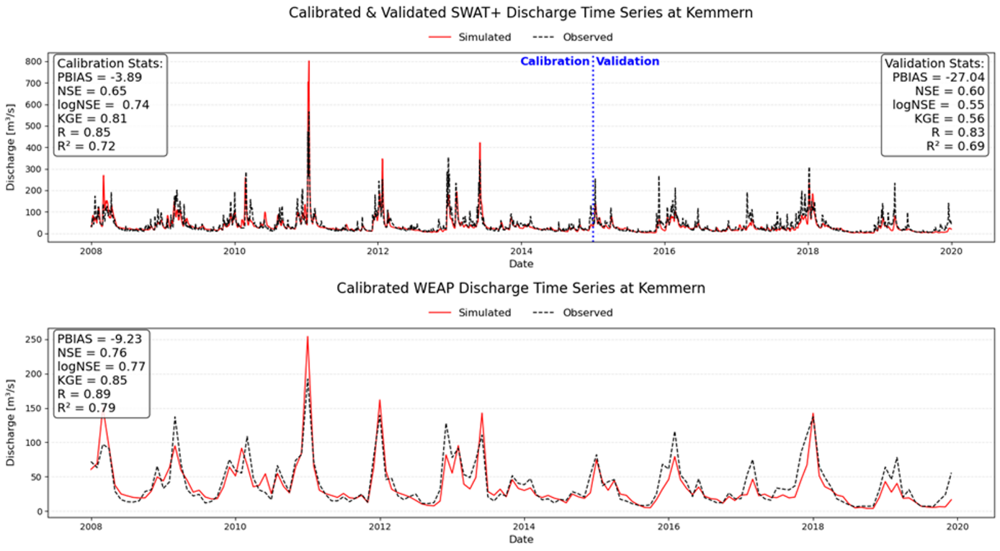 Calibrated & Validated SWAT+ Discharge Time Series at Kemmern
Simulated Observed
Calibration Stats:
PBIAS = -3.89
NSE = 0.65
logNSE = 0.74
KGE = 0.81
R = 0.85
R² = 0.72
Calibration Validation
Validation Stats:
PBIAS = -27.04
NSE = 0.60
logNSE = 0.55
KGE = 0.56
R = 0.83
R² = 0.69
Discharge [m³/s]
800
700
600
500
400
300
200
100
0
2008 2010 2012 2014 2016 2018 2020
Date
Calibrated WEAP Discharge Time Series at Kemmern
Simulated Observed
PBIAS = -9.23
NSE = 0.76
logNSE = 0.77
KGE = 0.85
R = 0.89
R² = 0.79
Discharge [m³/s]
250
200
150
100
50
0
2008 2010 2012 2014 2016 2018 2020
Date